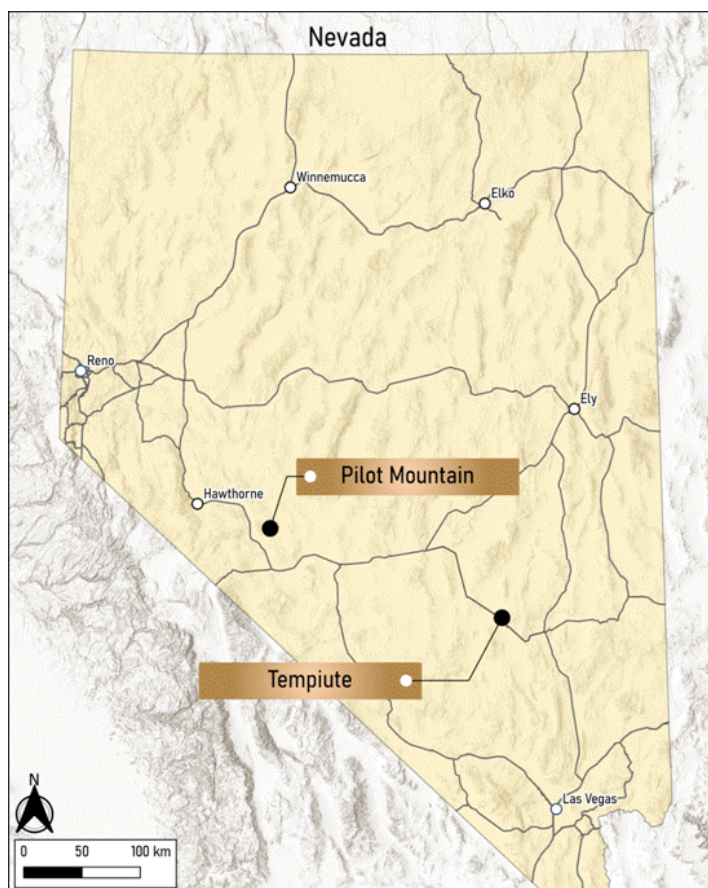 Nevada
Winnemucca
Elko
Reno
Ely
Pilot Mountain
Hawthorne
Tempiute
Las Vegas
N
0 50 100 km